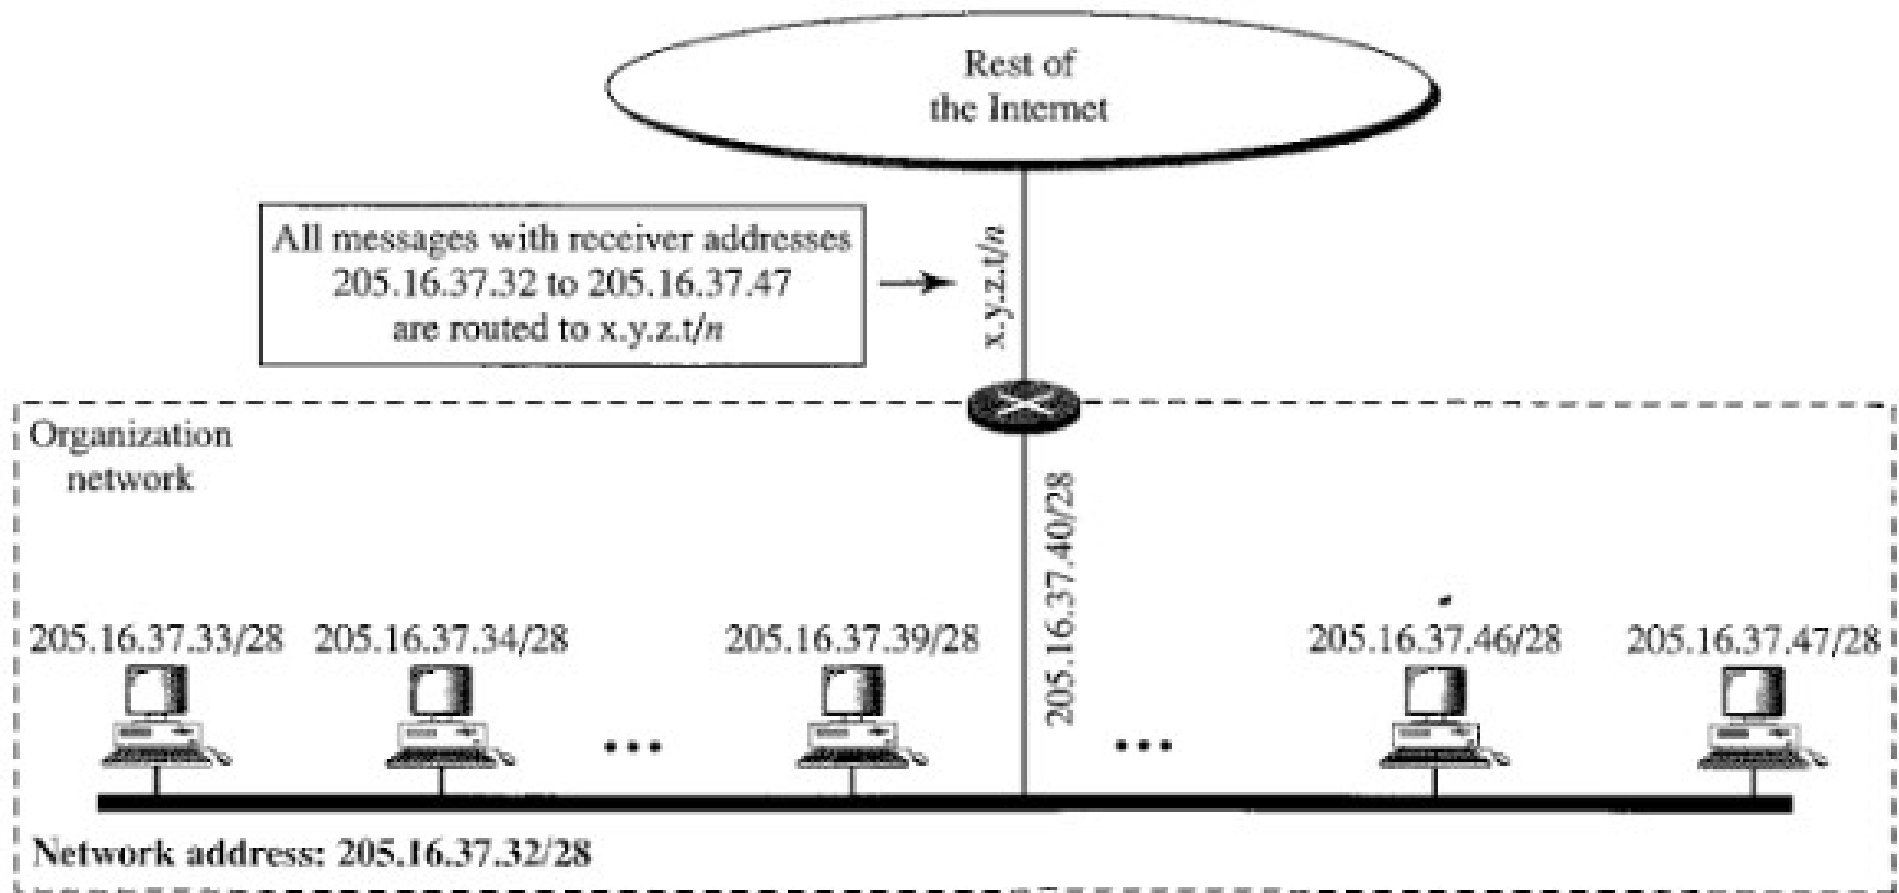 Rest of
the Internet
All messages with receiver addresses
205.16.37.32 to 205.16.37.47
are routed to x.y.z.t/n
x.y.z.t/n
Organization
network
205.16.37.40/28
205.16.37.33/28 205.16.37.34/28 205.16.37.39/28 205.16.37.46/28 205.16.37.47/28
... ...
Network address: 205.16.37.32/28